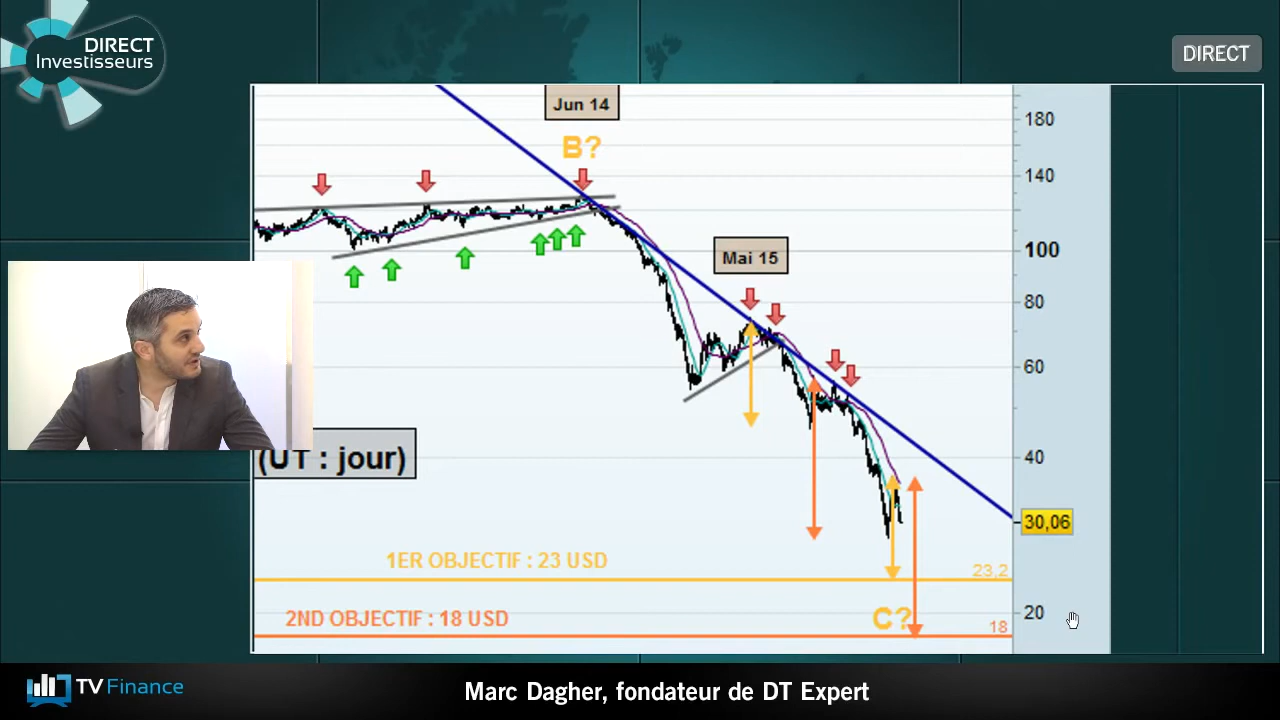 DIRECT
Investisseurs
DIRECT
Jun 14
B?
Mai 15
180
140
100
80
60
40
30,06
20
(UT : jour)
1ER OBJECTIF : 23 USD
23,2
C?
2ND OBJECTIF : 18 USD
18
TV Finance
Marc Dagher, fondateur de DT Expert